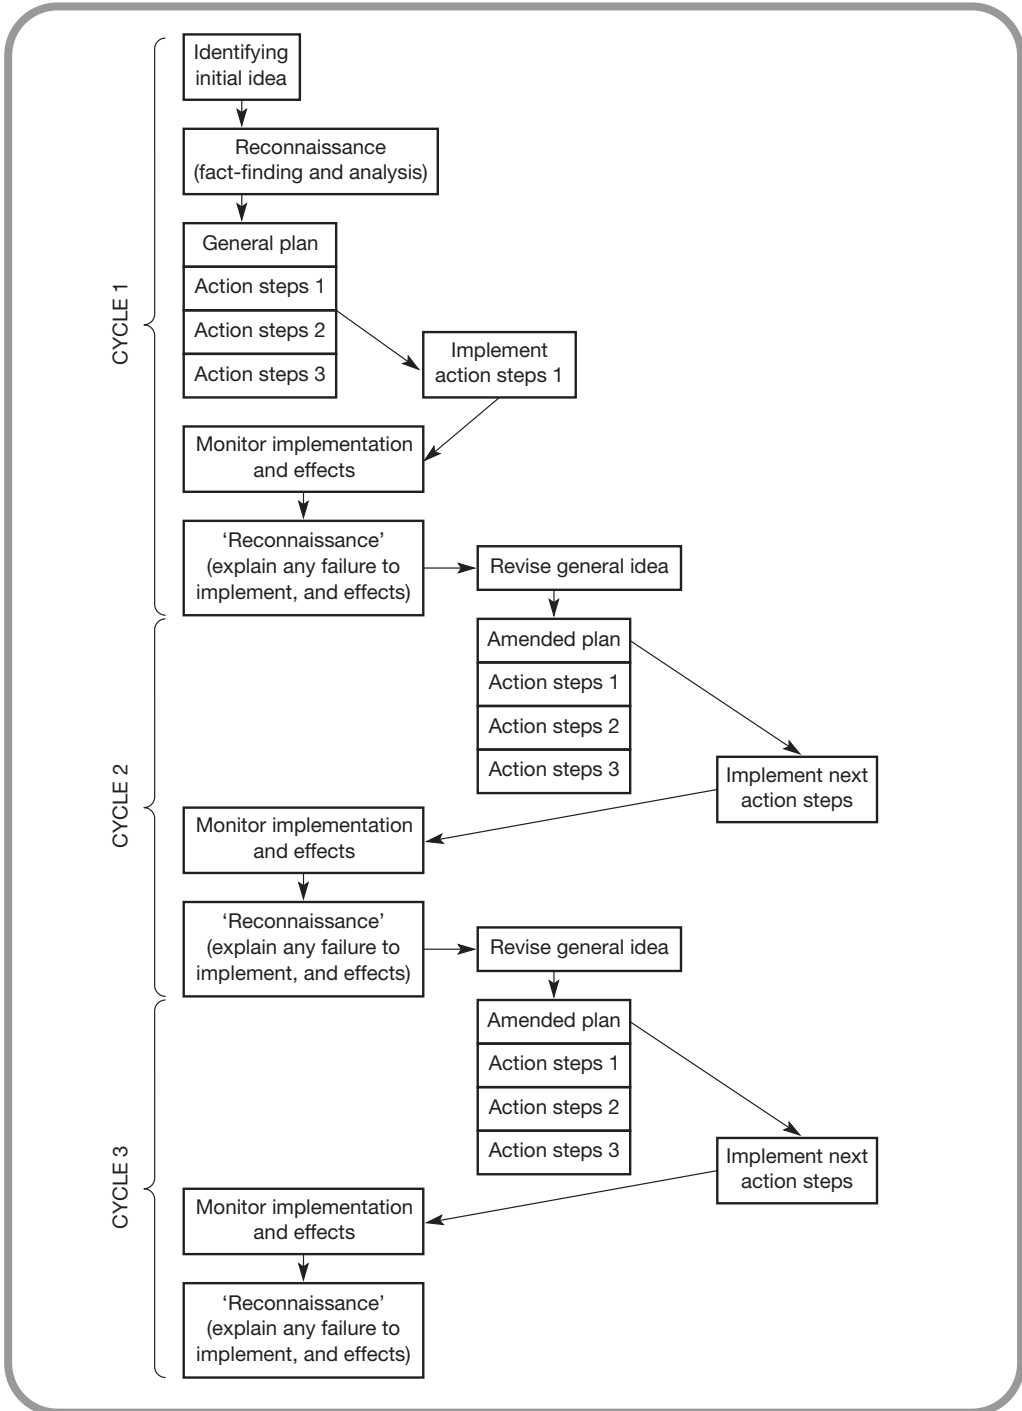 CYCLE 1
Identifying
initial idea
Reconnaissance
(fact-finding and analysis)
General plan
Action steps 1
Action steps 2
Action steps 3
Implement
action steps 1
Monitor implementation
and effects
‘Reconnaissance’
(explain any failure to
implement, and effects)
Revise general idea
CYCLE 2
Amended plan
Action steps 1
Action steps 2
Action steps 3
Implement next
action steps
Monitor implementation
and effects
‘Reconnaissance’
(explain any failure to
implement, and effects)
Revise general idea
CYCLE 3
Amended plan
Action steps 1
Action steps 2
Action steps 3
Implement next
action steps
Monitor implementation
and effects
‘Reconnaissance’
(explain any failure to
implement, and effects)